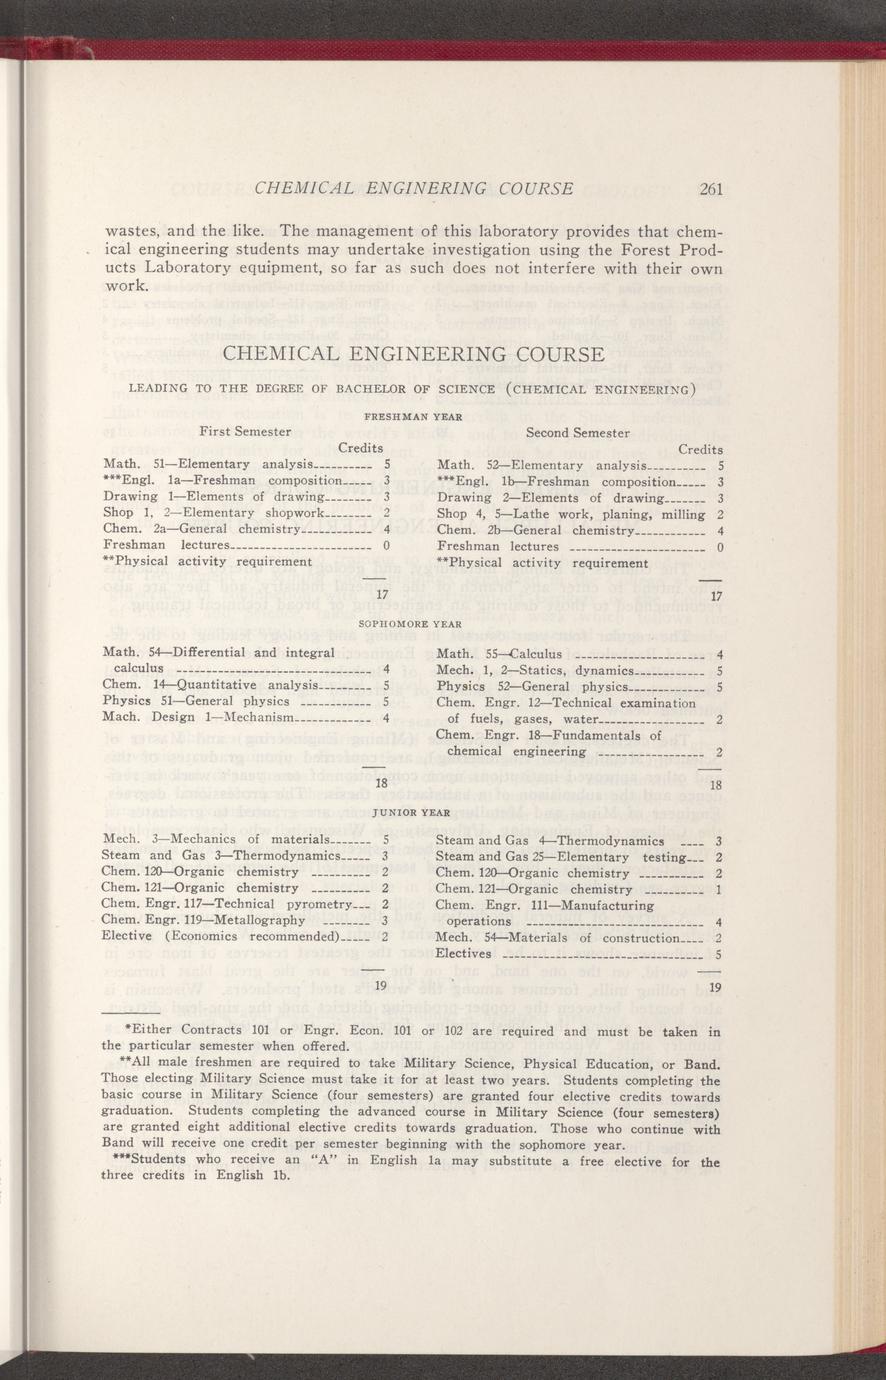 CHEMICAL ENGINERING COURSE 261
wastes, and the like. The management of this laboratory provides that chem-
ical engineering students may undertake investigation using the Forest Prod-
ucts Laboratory equipment, so far as such does not interfere with their own
work.
CHEMICAL ENGINEERING COURSE
LEADING TO THE DEGREE OF BACHELOR OF SCIENCE (CHEMICAL ENGINEERING)
FRESHMAN YEAR
First Semester
Credits
Math. 51—Elementary analysis---------- 5
***Engl. 1a—Freshman composition----- 3
Drawing 1—Elements of drawing-------- 3
Shop 1, 2—Elementary shopwork-------- 2
Chem. 2a—General chemistry------------ 4
Freshman lectures------------------------ 0
**Physical activity requirement
17
Second Semester
Credits
Math. 52—Elementary analysis---------- 5
***Engl. 1b—Freshman composition----- 3
Drawing 2—Elements of drawing------- 3
Shop 4, 5—Lathe work, planing, milling 2
Chem. 2b—General chemistry------------ 4
Freshman lectures ----------------------- 0
**Physical activity requirement
17
SOPHOMORE YEAR
Math. 54—Differential and integral
calculus --------------------------------- 4
Chem. 14—Quantitative analysis--------- 5
Physics 51—General physics ------------ 5
Mach. Design 1—Mechanism------------- 4
18
Math. 55—Calculus ---------------------- 4
Mech. 1, 2—Statics, dynamics------------ 5
Physics 52—General physics------------- 5
Chem. Engr. 12—Technical examination
of fuels, gases, water------------------ 2
Chem. Engr. 18—Fundamentals of
chemical engineering ------------------ 2
18
JUNIOR YEAR
Mech. 3—Mechanics of materials------- 5
Steam and Gas 3—Thermodynamics----- 3
Chem. 120—Organic chemistry ---------- 2
Chem. 121—Organic chemistry ---------- 2
Chem. Engr. 117—Technical pyrometry--- 2
Chem. Engr. 119—Metallography -------- 3
Elective (Economics recommended)----- 2
19
Steam and Gas 4—Thermodynamics ---- 3
Steam and Gas 25—Elementary testing--- 2
Chem. 120—Organic chemistry ----------- 2
Chem. 121—Organic chemistry ---------- 1
Chem. Engr. 111—Manufacturing
operations ------------------------------ 4
Mech. 54—Materials of construction---- 2
Electives ---------------------------------- 5
19
*Either Contracts 101 or Engr. Econ. 101 or 102 are required and must be taken in
the particular semester when offered.
**All male freshmen are required to take Military Science, Physical Education, or Band.
Those electing Military Science must take it for at least two years. Students completing the
basic course in Military Science (four semesters) are granted four elective credits towards
graduation. Students completing the advanced course in Military Science (four semesters)
are granted eight additional elective credits towards graduation. Those who continue with
Band will receive one credit per semester beginning with the sophomore year.
***Students who receive an “A” in English 1a may substitute a free elective for the
three credits in English 1b.